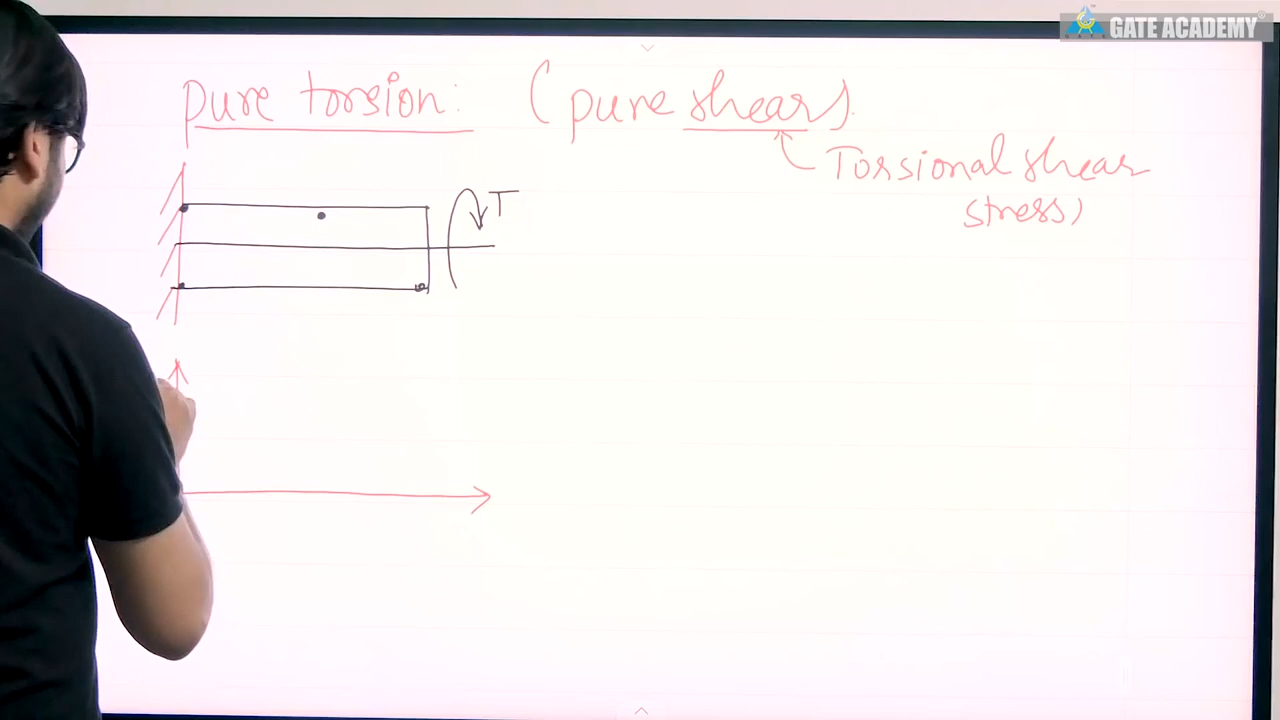 GATE ACADEMY
pure torsion: (pure shear).
Torsional shear
stress)
T